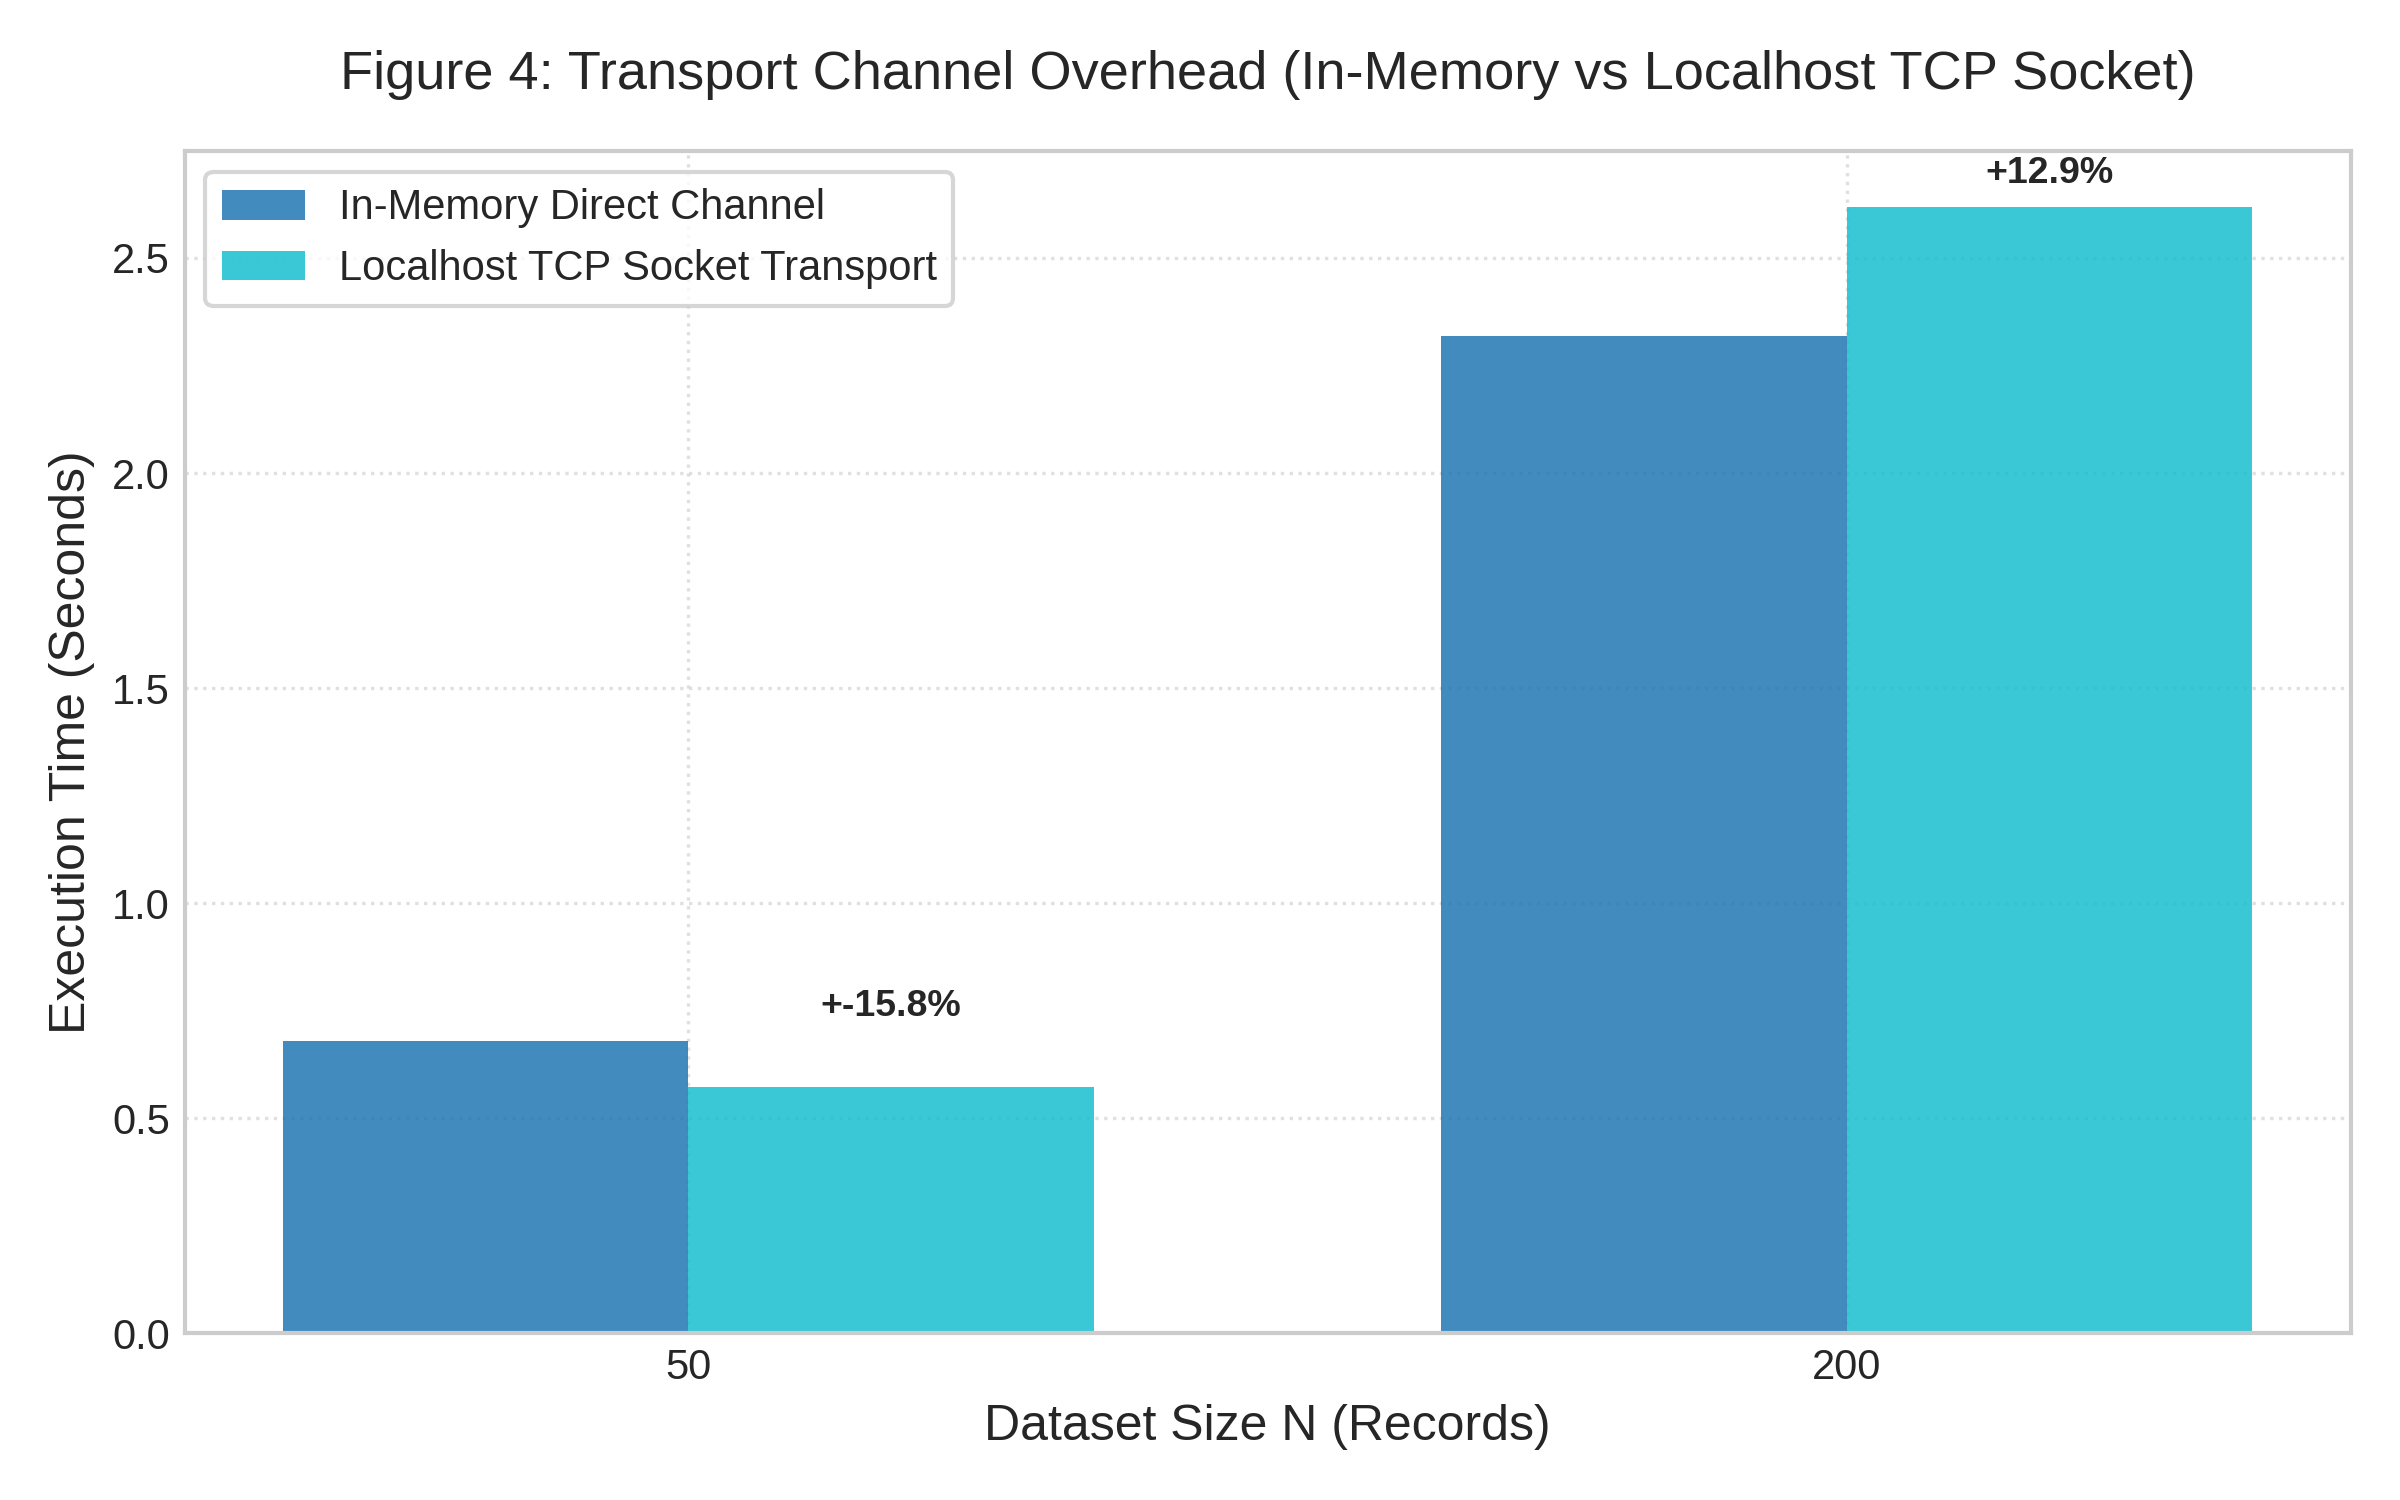 Figure 4: Transport Channel Overhead (In-Memory vs Localhost TCP Socket)
In-Memory Direct Channel
Localhost TCP Socket Transport
+12.9%
+-15.8%
Execution Time (Seconds)
2.5
2.0
1.5
1.0
0.5
0.0
50
200
Dataset Size N (Records)